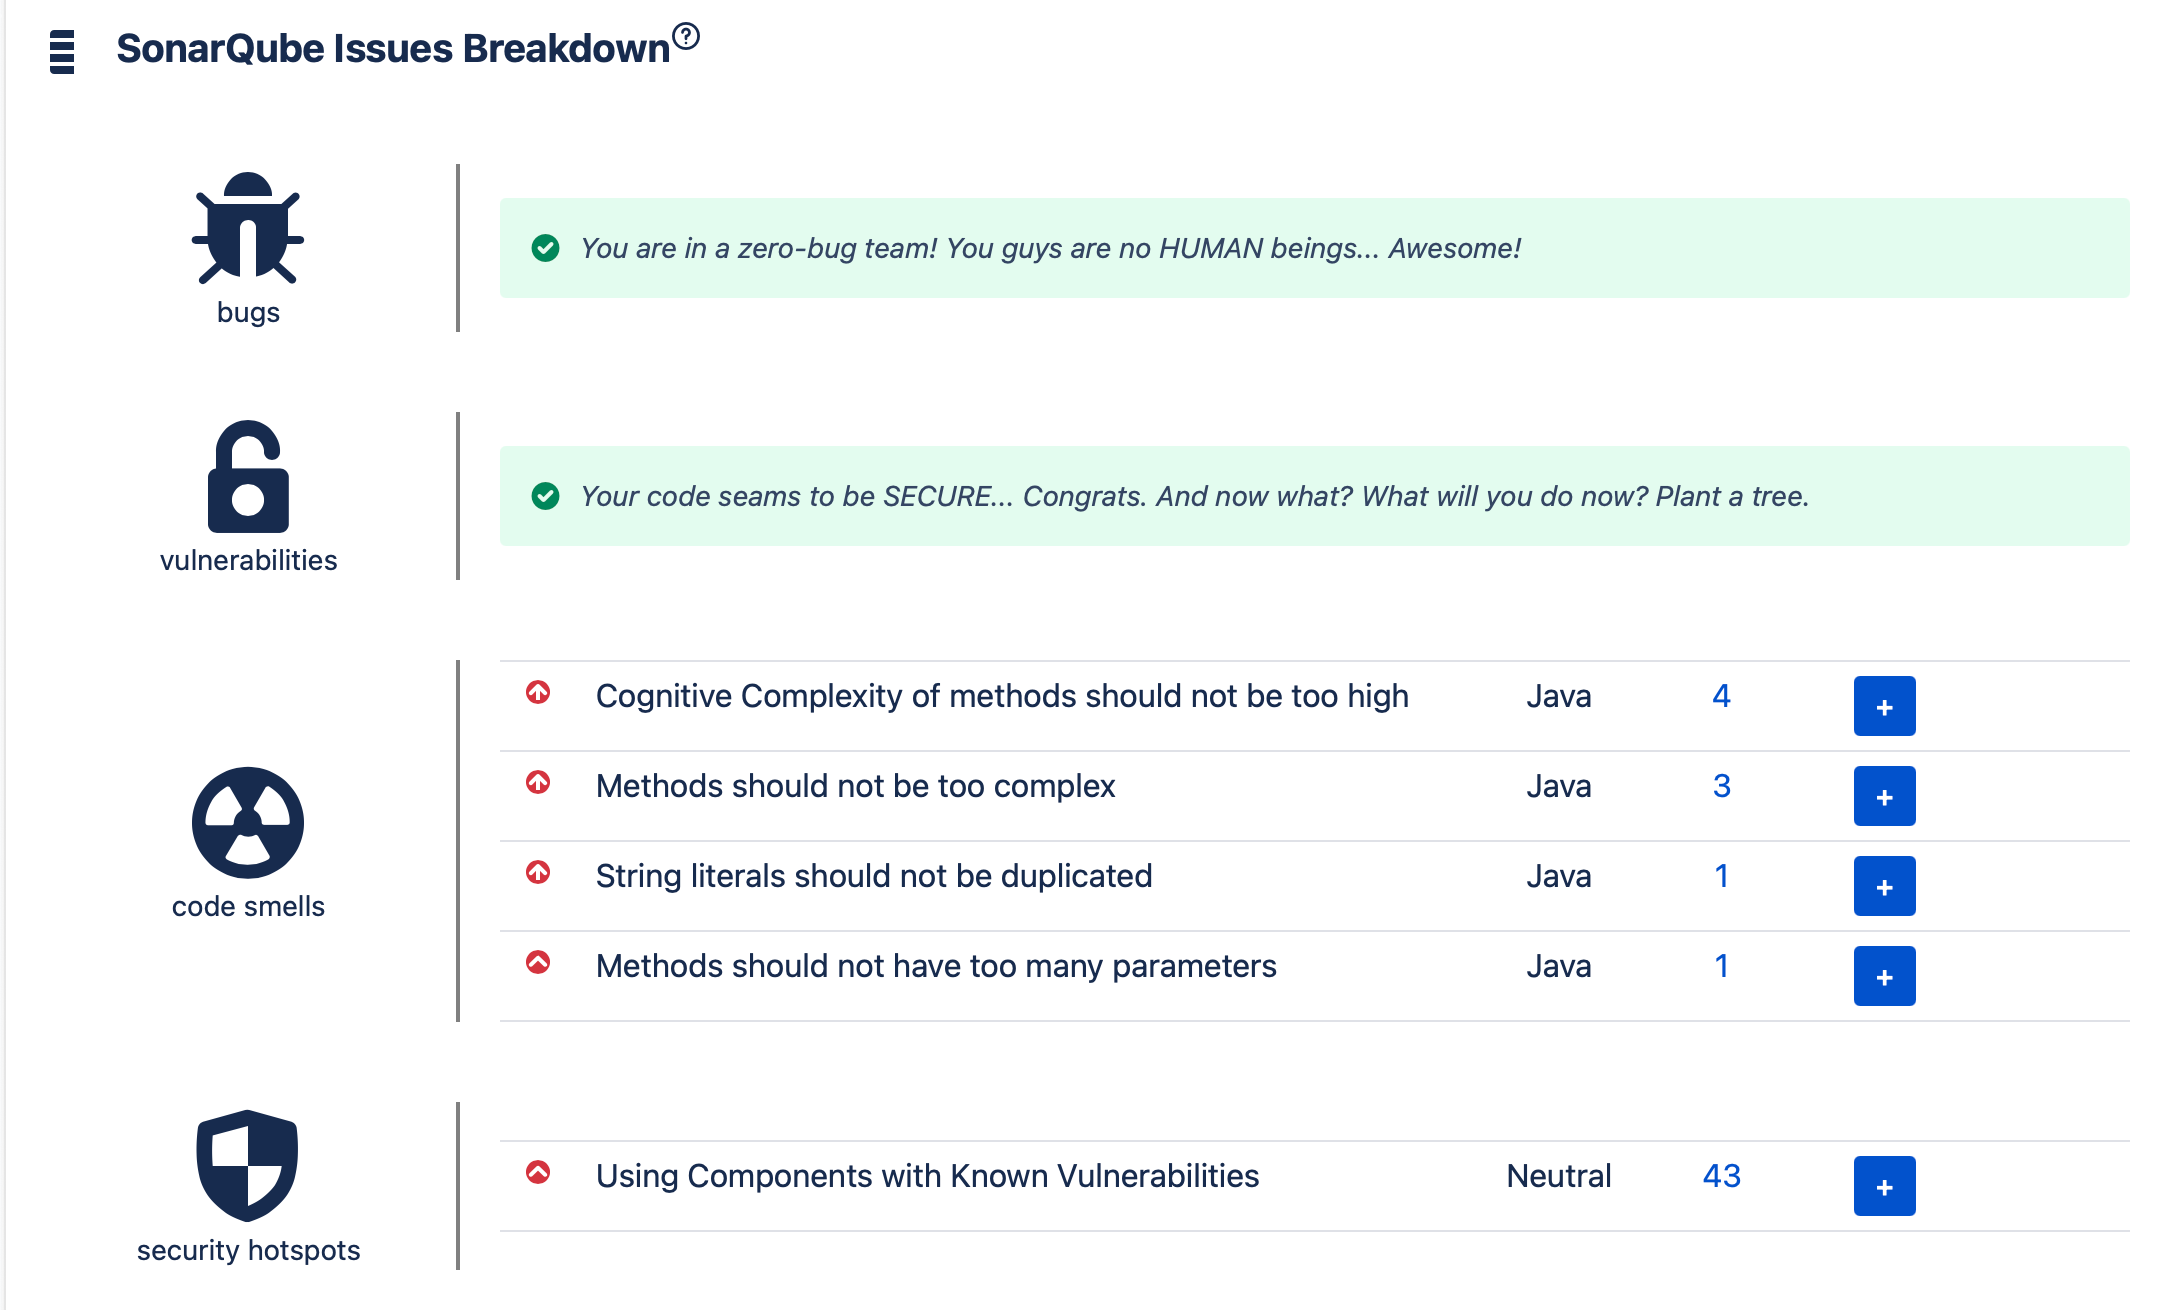 SonarQube Issues Breakdown?
bugs
You are in a zero-bug team! You guys are no HUMAN beings... Awesome!
vulnerabilities
Your code seams to be SECURE... Congrats. And now what? What will you do now? Plant a tree.
code smells
Cognitive Complexity of methods should not be too high Java 4 +
Methods should not be too complex Java 3 +
String literals should not be duplicated Java 1 +
Methods should not have too many parameters Java 1 +
security hotspots
Using Components with Known Vulnerabilities Neutral 43 +